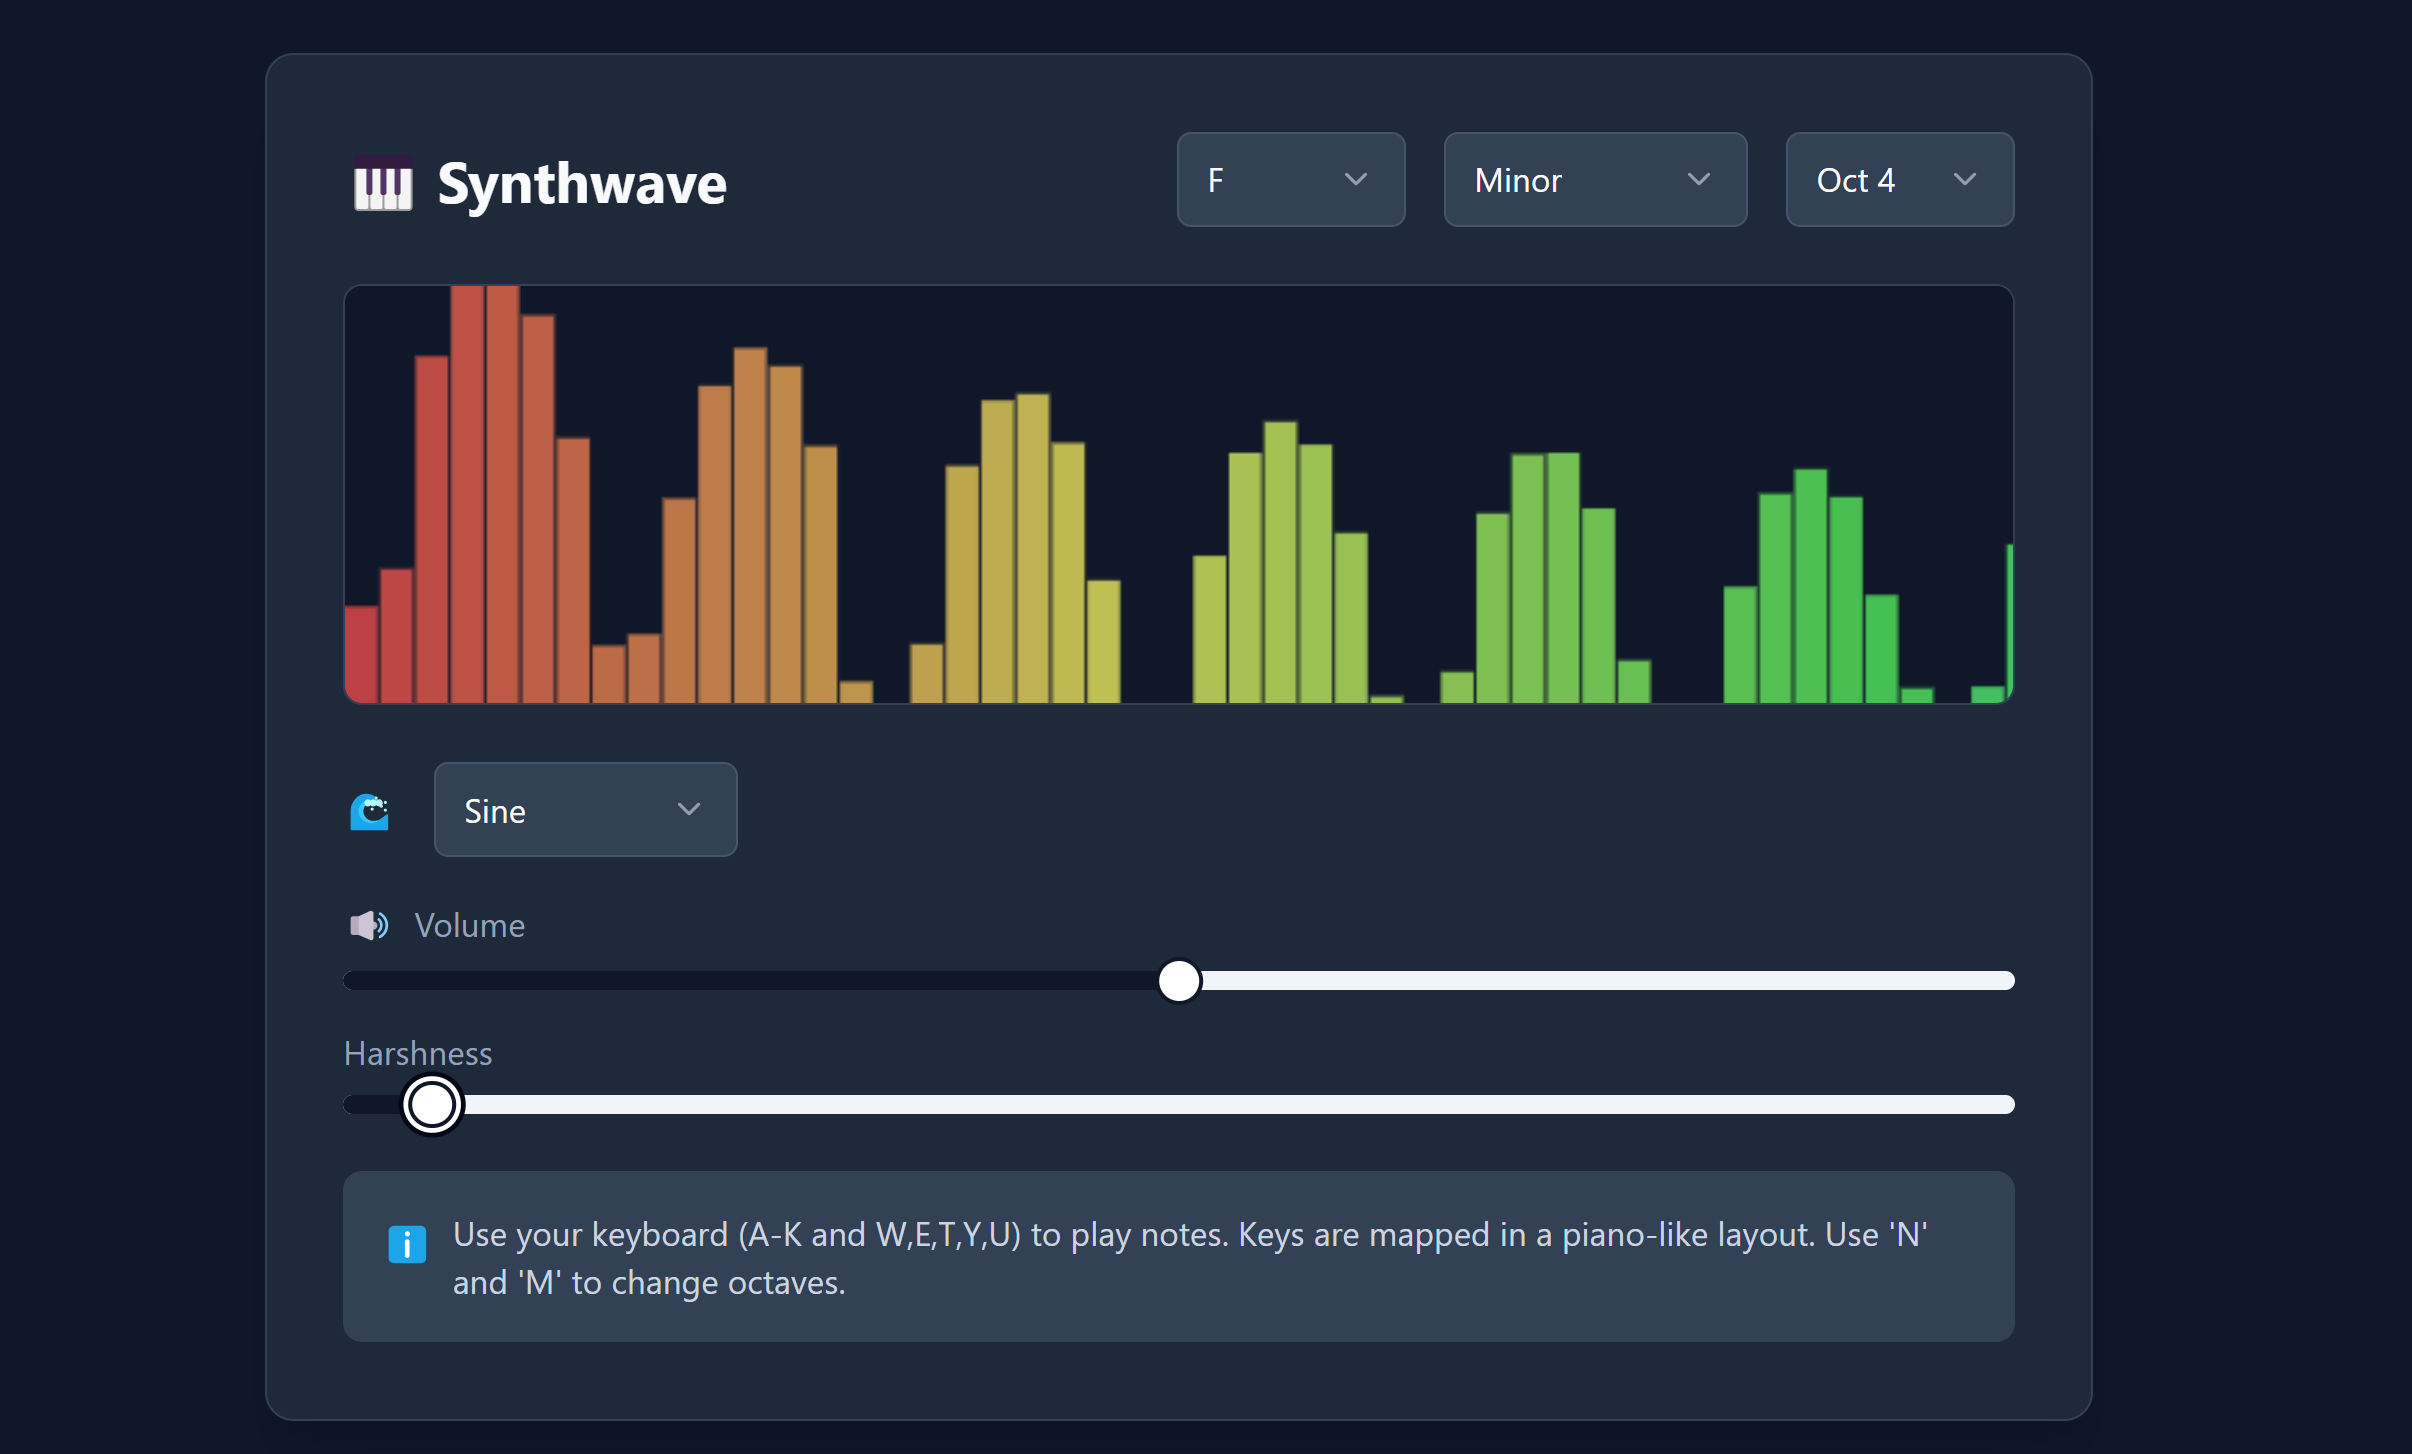 Synthwave
F
Minor
Oct 4
Sine
Volume
Harshness
Use your keyboard (A-K and W,E,T,Y,U) to play notes. Keys are mapped in a piano-like layout. Use 'N'
and 'M' to change octaves.